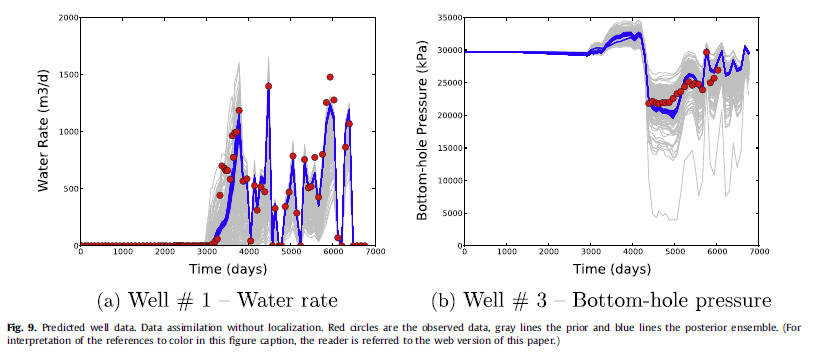 2000
1500
1000
500
0
Water Rate (m3/d)
0 1000 2000 3000 4000 5000 6000 7000
Time (days)
(a) Well # 1 – Water rate
35000
30000
25000
20000
15000
10000
5000
0
Bottom-hole Pressure (kPa)
0 1000 2000 3000 4000 5000 6000 7000
Time (days)
(b) Well # 3 – Bottom-hole pressure
Fig. 9. Predicted well data. Data assimilation without localization. Red circles are the observed data, gray lines the prior and blue lines the posterior ensemble. (For
interpretation of the references to color in this figure caption, the reader is referred to the web version of this paper.)